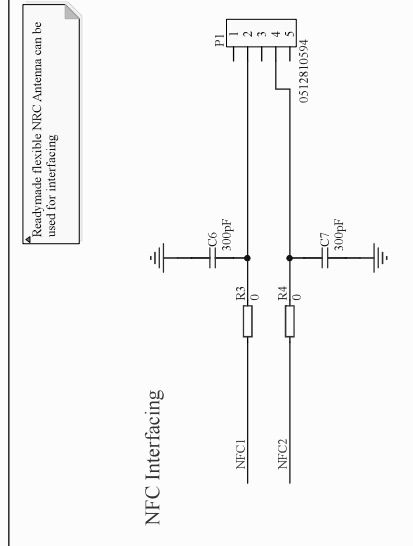 Readymade flexible NRC Antenna can be
used for interfacing
NFC Interfacing
P1
1
2
3
4
5
0512810594
C6
300pF
C7
300pF
R3
0
R4
0
NFC1
NFC2